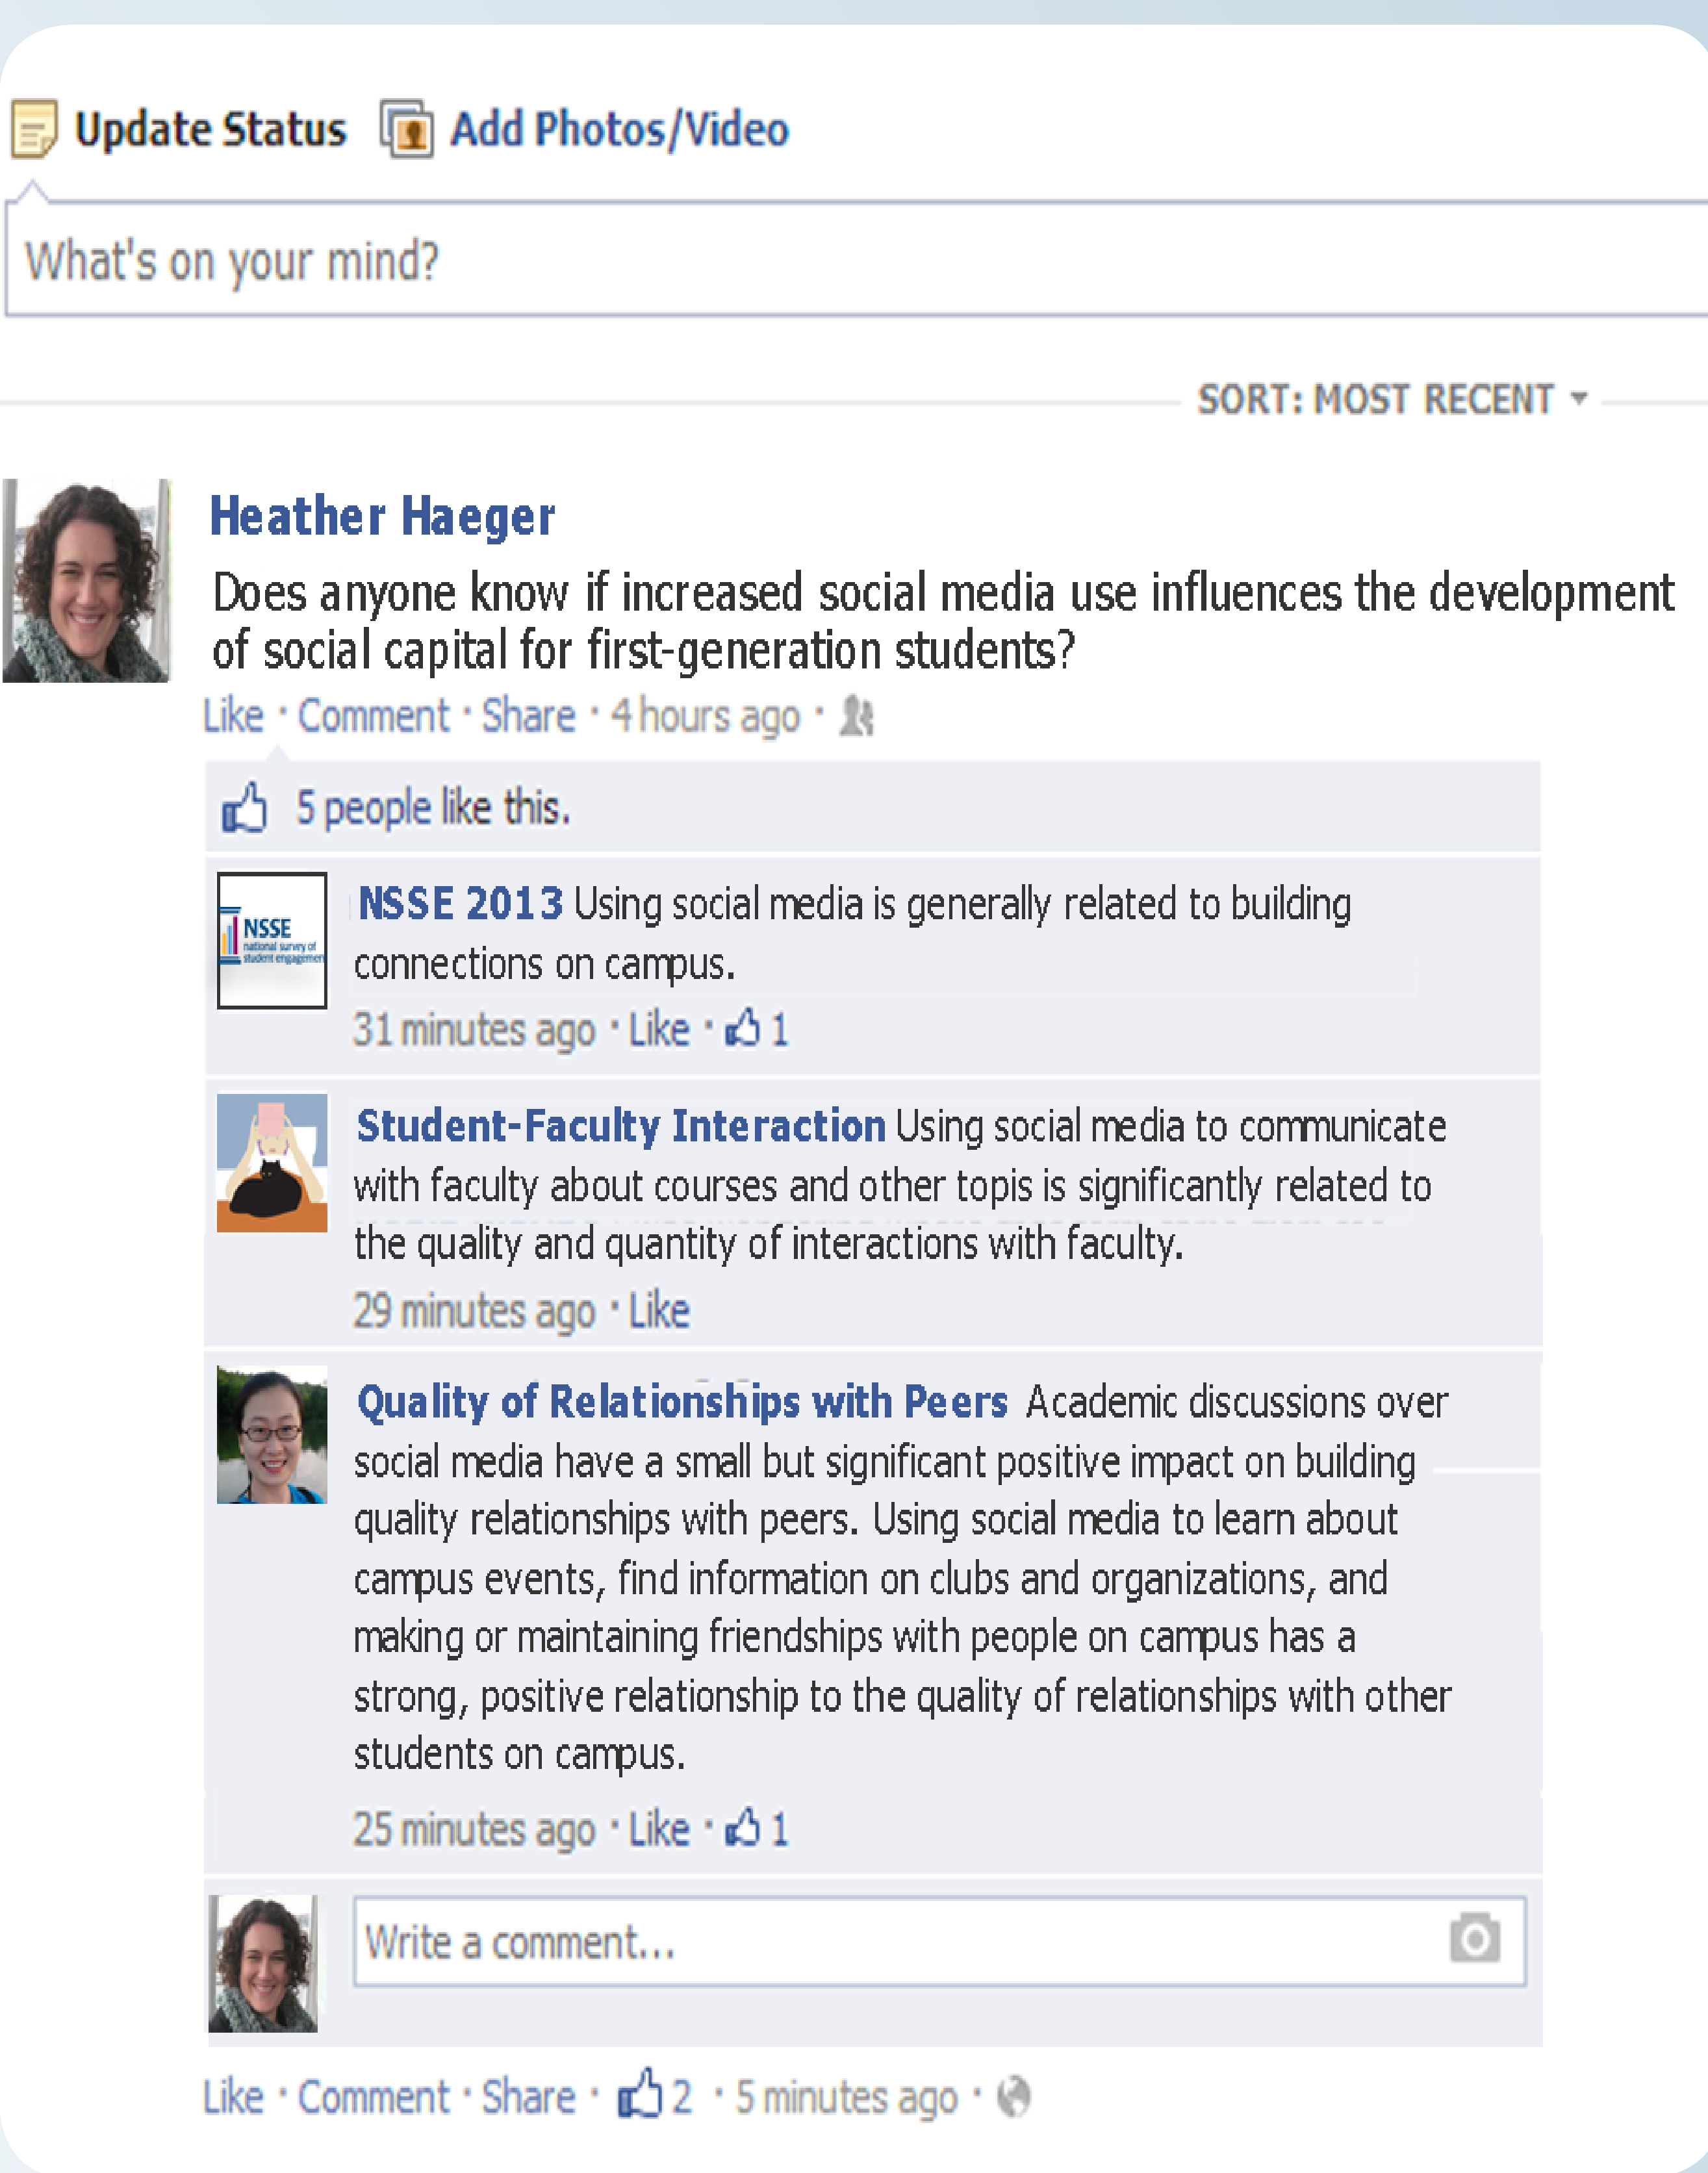 Update Status Add Photos/Video
What's on your mind?
SORT: MOST RECENT
Heather Haeger
Does anyone know if increased social media use influences the development
of social capital for first-generation students?
Like · Comment · Share · 4 hours ago ·
5 people like this.
NSSE
national survey of
student engagemen
NSSE 2013 Using social media is generally related to building
connections on campus.
31 minutes ago · Like · 1
Student-Faculty Interaction Using social media to communicate
with faculty about courses and other topis is significantly related to
the quality and quantity of interactions with faculty.
29 minutes ago · Like
Quality of Relationships with Peers Academic discussions over
social media have a small but significant positive impact on building
quality relationships with peers. Using social media to learn about
campus events, find information on clubs and organizations, and
making or maintaining friendships with people on campus has a
strong, positive relationship to the quality of relationships with other
students on campus.
25 minutes ago · Like · 1
Write a comment...
Like · Comment · Share · 2 · 5 minutes ago ·